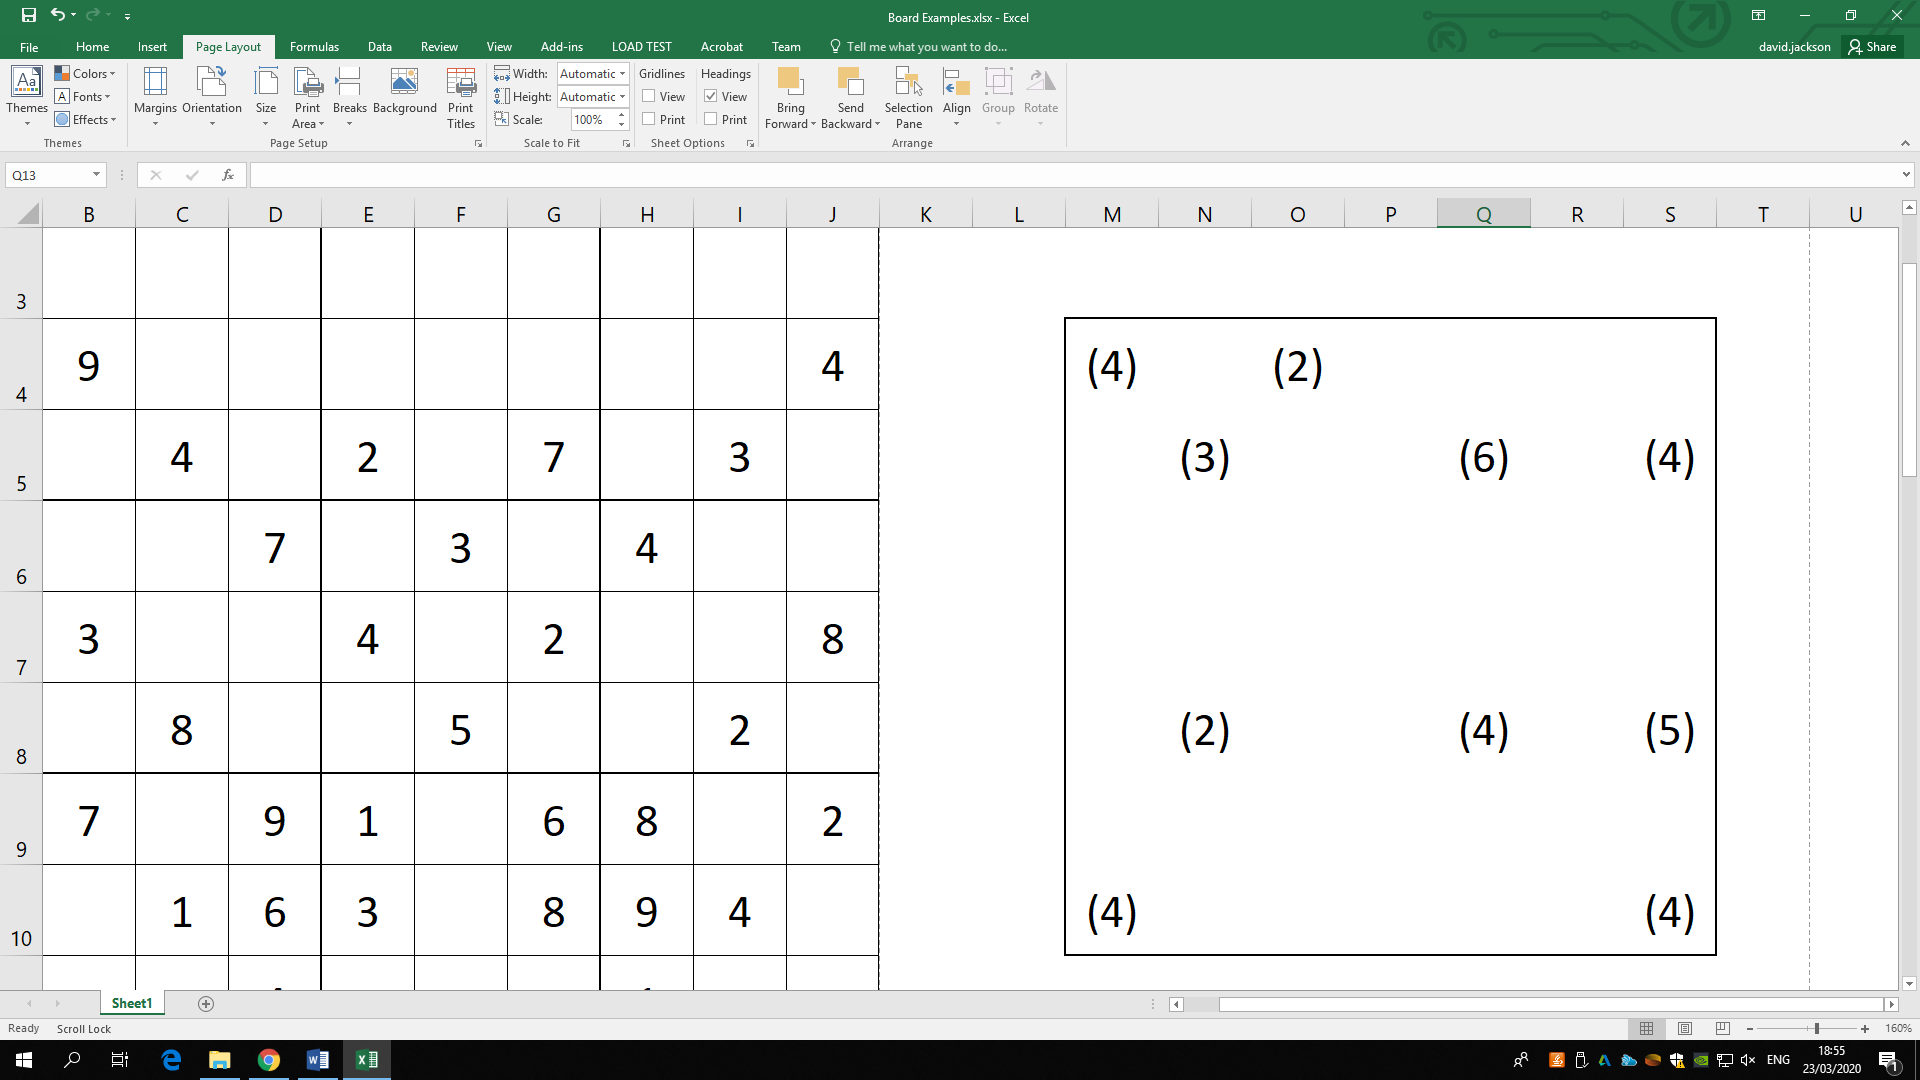 Board Examples.xlsx - Excel
File Home Insert Page Layout Formulas Data Review View Add-ins LOAD TEST Acrobat Team Tell me what you want to do... david.jackson Share
Themes Colors Fonts Effects
Margins Orientation Size Print Area Breaks Background Print Titles
Width: Automatic
Height: Automatic
Scale: 100%
Gridlines Headings
View View
Print Print
Bring Forward Send Backward Selection Pane Align Group Rotate
Themes Page Setup Scale to Fit Sheet Options Arrange
Q13 fx
B C D E F G H I J K L M N O P Q R S T U
3
4 9 4 (4) (2)
5 4 2 7 3 (3) (6) (4)
6 7 3 4
7 3 4 2 8
8 8 5 2 (2) (4) (5)
9 7 9 1 6 8 2
10 1 6 3 8 9 4 (4) (4)
Sheet1
Ready Scroll Lock 160%
ENG 18:55
23/03/2020
1